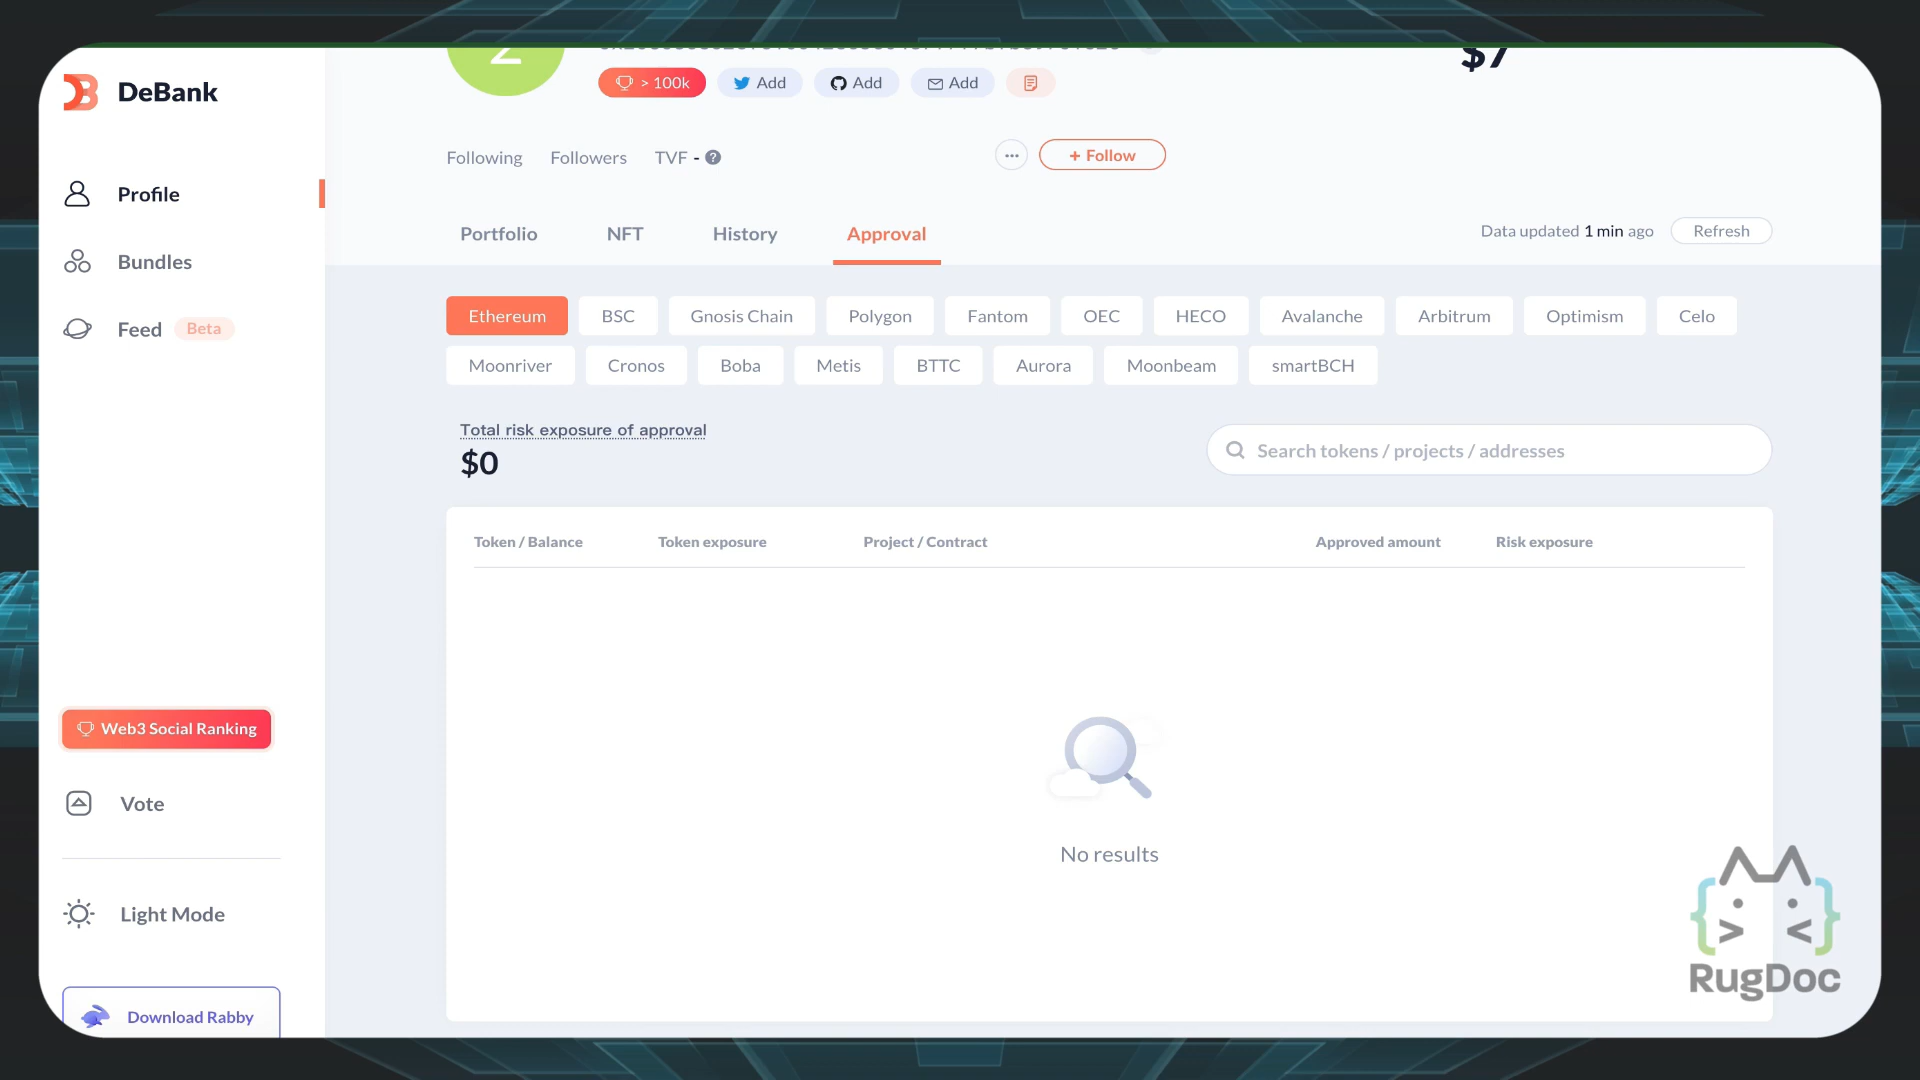 DeBank
Profile
Bundles
Feed Beta
Web3 Social Ranking
Vote
Light Mode
Download Rabby
2
$7
> 100k Add Add Add
Following Followers TVF - ?
... + Follow
Portfolio NFT History Approval
Data updated 1 min ago Refresh
Ethereum BSC Gnosis Chain Polygon Fantom OEC HECO Avalanche Arbitrum Optimism Celo
Moonriver Cronos Boba Metis BTTC Aurora Moonbeam smartBCH
Total risk exposure of approval
$0
Search tokens / projects / addresses
Token / Balance Token exposure Project / Contract Approved amount Risk exposure
No results
RugDoc